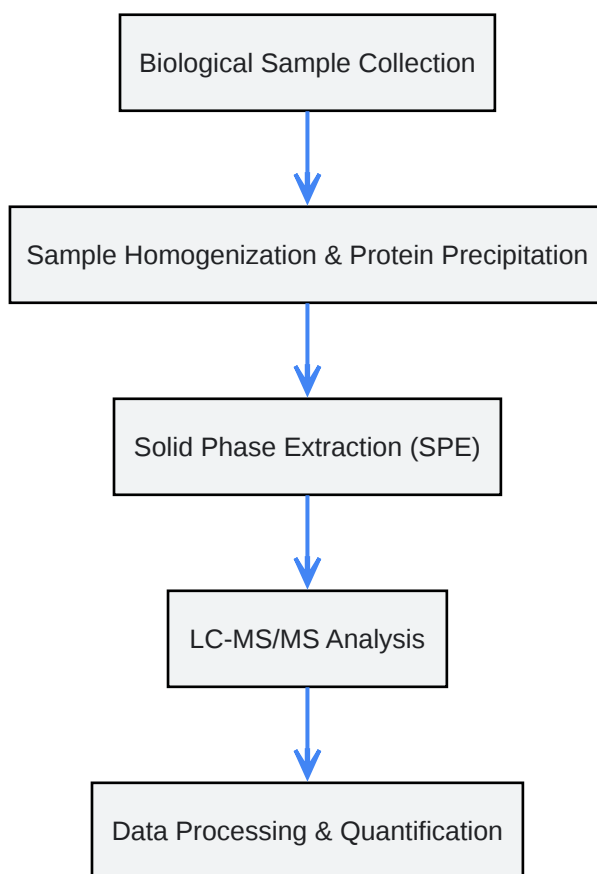 Biological Sample Collection
Sample Homogenization & Protein Precipitation
Solid Phase Extraction (SPE)
LC-MS/MS Analysis
Data Processing & Quantification